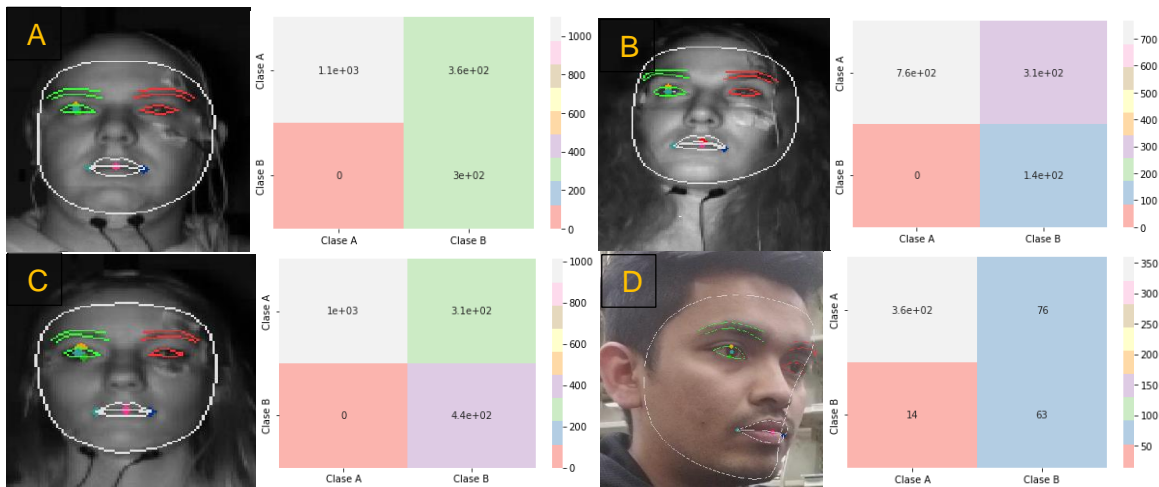 A
Clase A
Clase B
1.1e+03 3.6e+02
0 3e+02
Clase A Clase B
1000
800
600
400
200
0
B
Clase A
Clase B
7.6e+02 3.1e+02
0 1.4e+02
Clase A Clase B
700
600
500
400
300
200
100
0
C
Clase A
Clase B
1e+03 3.1e+02
0 4.4e+02
Clase A Clase B
1000
800
600
400
200
0
D
Clase A
Clase B
3.6e+02 76
14 63
Clase A Clase B
350
300
250
200
150
100
50